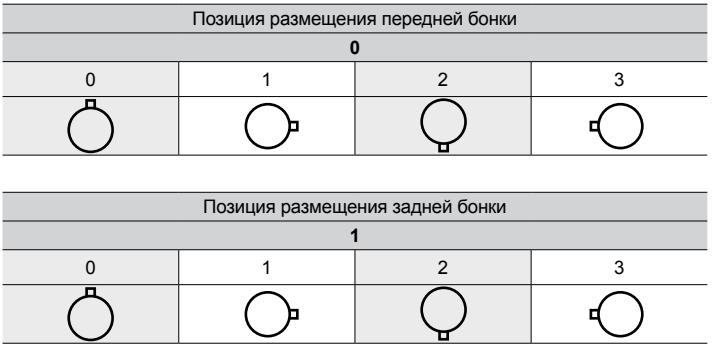 Позиция размещения передней бонки
0
0 1 2 3
Позиция размещения задней бонки
1
0 1 2 3